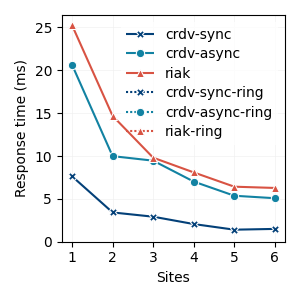 Response time (ms)
25
20
15
10
5
0
crdv-sync
crdv-async
riak
crdv-sync-ring
crdv-async-ring
riak-ring
1 2 3 4 5 6
Sites